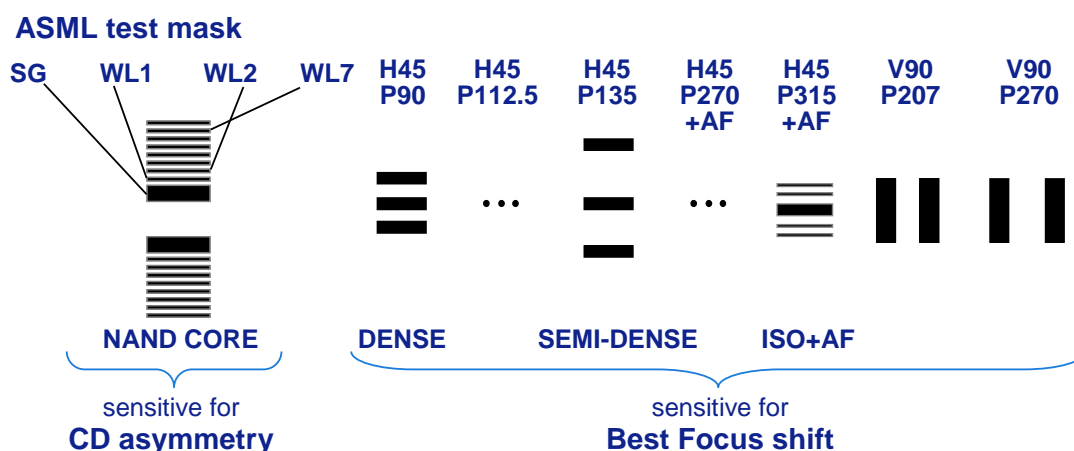 ASML test mask
SG WL1 WL2 WL7
H45 H45 H45 H45 H45 V90 V90
P90 P112.5 P135 P270 P315 P207 P270
+AF +AF
... ...
NAND CORE DENSE SEMI-DENSE ISO+AF
sensitive for sensitive for
CD asymmetry Best Focus shift